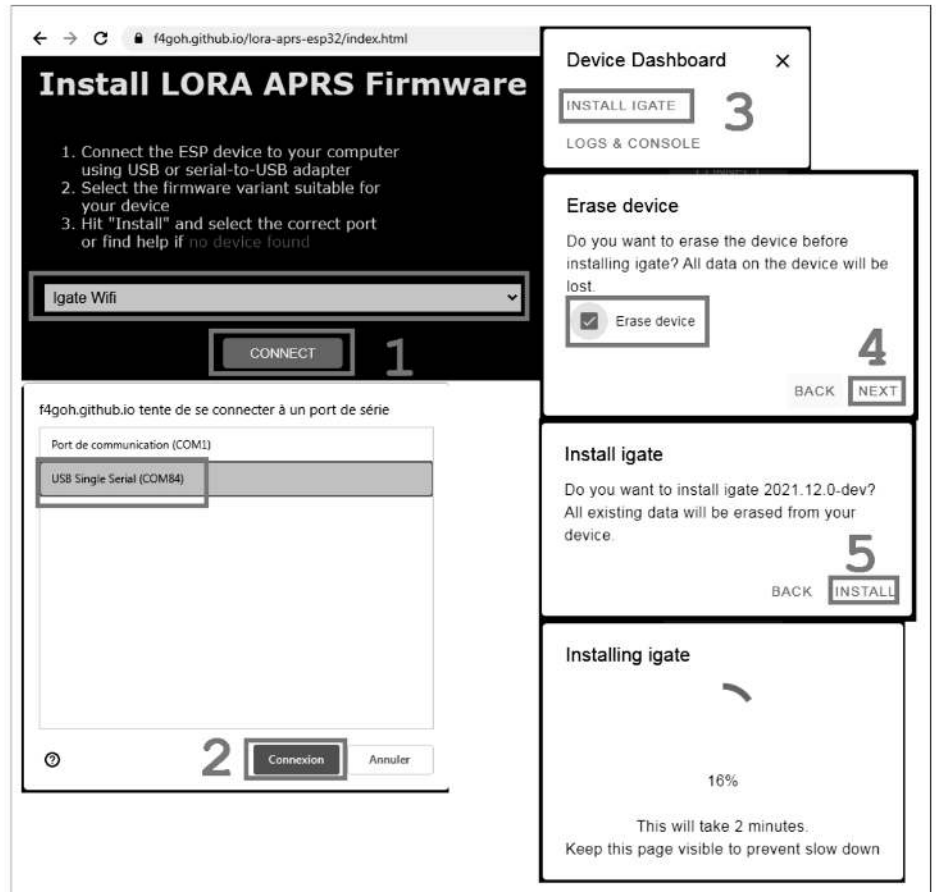 f4goh.github.io/lora-aprs-esp32/index.html
Install LORA APRS Firmware
1. Connect the ESP device to your computer
using USB or serial-to-USB adapter
2. Select the firmware variant suitable for
your device
3. Hit "Install" and select the correct port
or find help if no device found
Igate Wifi
CONNECT
1
f4goh.github.io tente de se connecter à un port de série
Port de communication (COM1)
USB Single Serial (COM84)
2
Connexion
Annuler
Device Dashboard
INSTALL IGATE
3
LOGS & CONSOLE
Erase device
Do you want to erase the device before
installing igate? All data on the device will be
lost.
Erase device
4
BACK NEXT
Install igate
Do you want to install igate 2021.12.0-dev?
All existing data will be erased from your
device.
5
BACK INSTALL
Installing igate
16%
This will take 2 minutes.
Keep this page visible to prevent slow down